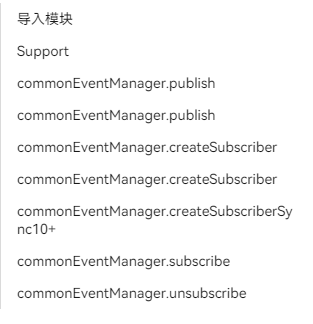 导入模块
Support
commonEventManager.publish
commonEventManager.publish
commonEventManager.createSubscriber
commonEventManager.createSubscriber
commonEventManager.createSubscriberSy
nc10+
commonEventManager.subscribe
commonEventManager.unsubscribe